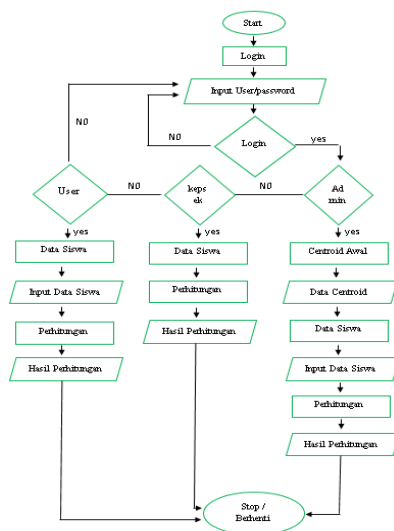 Start
Login
Input User/password
NO
NO
Login
yes
User
NO
keps
ek
NO
Ad
min
yes
yes
yes
Data Siswa
Data Siswa
Centroid Awal
Input Data Siswa
Perhitungan
Data Centroid
Perhitungan
Hasil Perhitungan
Data Siswa
Hasil Perhitungan
Input Data Siswa
Perhitungan
Hasil Perhitungan
Stop /
Berhenti